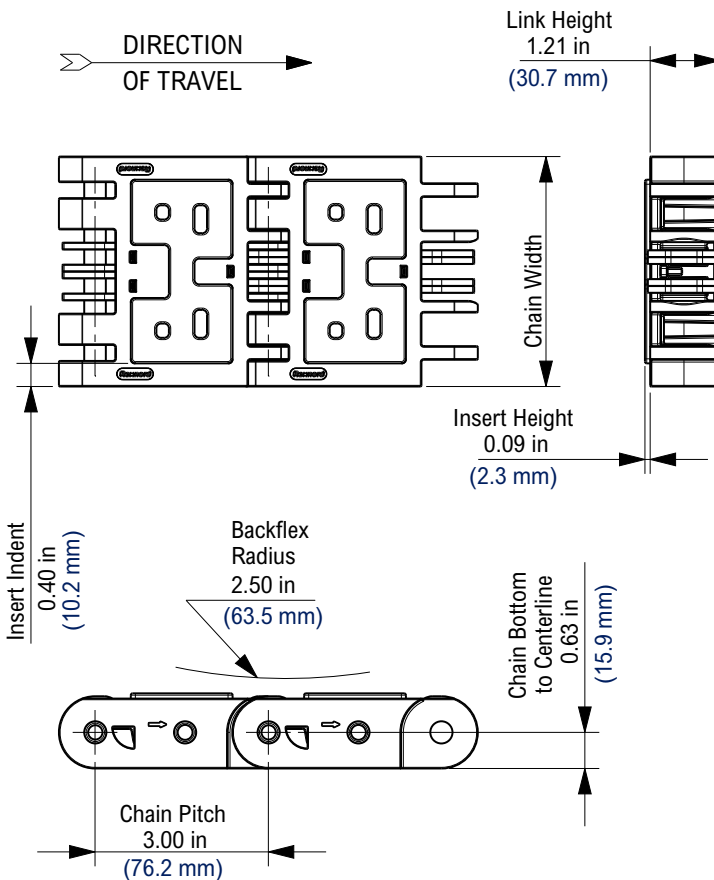 DIRECTION
OF TRAVEL
Link Height
1.21 in
(30.7 mm)
Chain Width
Insert Height
0.09 in
(2.3 mm)
Insert Indent
0.40 in
(10.2 mm)
Backflex
Radius
2.50 in
(63.5 mm)
Chain Bottom
to Centerline
0.63 in
(15.9 mm)
Chain Pitch
3.00 in
(76.2 mm)